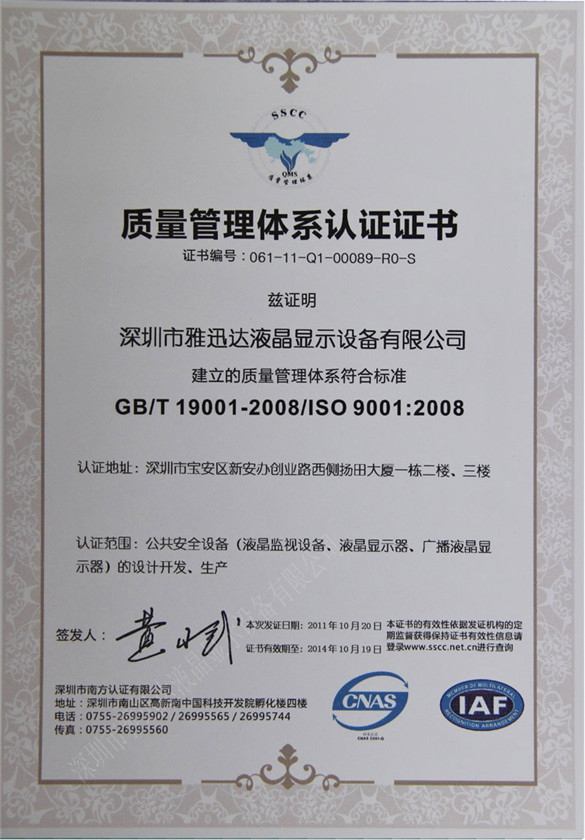 SSCC
QMS
质量管理体系
质量管理体系认证证书
证书编号：061-11-Q1-00089-R0-S
兹证明
深圳市雅迅达液晶显示设备有限公司
建立的质量管理体系符合标准
GB/T 19001-2008/ISO 9001:2008
认证地址：深圳市宝安区新安办创业路西侧扬田大厦一栋二楼、三楼
认证范围：公共安全设备（液晶监视设备、液晶显示器、广播液晶显
示器）的设计开发、生产
签发人：
本次发证日期：2011年10月20日
证书有效期至：2014年10月19日
本证书的有效性依据发证机构的定
期监督获得保持证书有效性信息请
登录www.sscc.net.cn进行查询
深圳市南方认证有限公司
地址：深圳市南山区高新南中国科技开发院孵化楼四楼
电话：0755-26995902 / 26995565 / 26995744
传真：0755-26995560
CNAS
MEMBER OF MULTILATERAL
IAF
RECOGNITION ARRANGEMENT